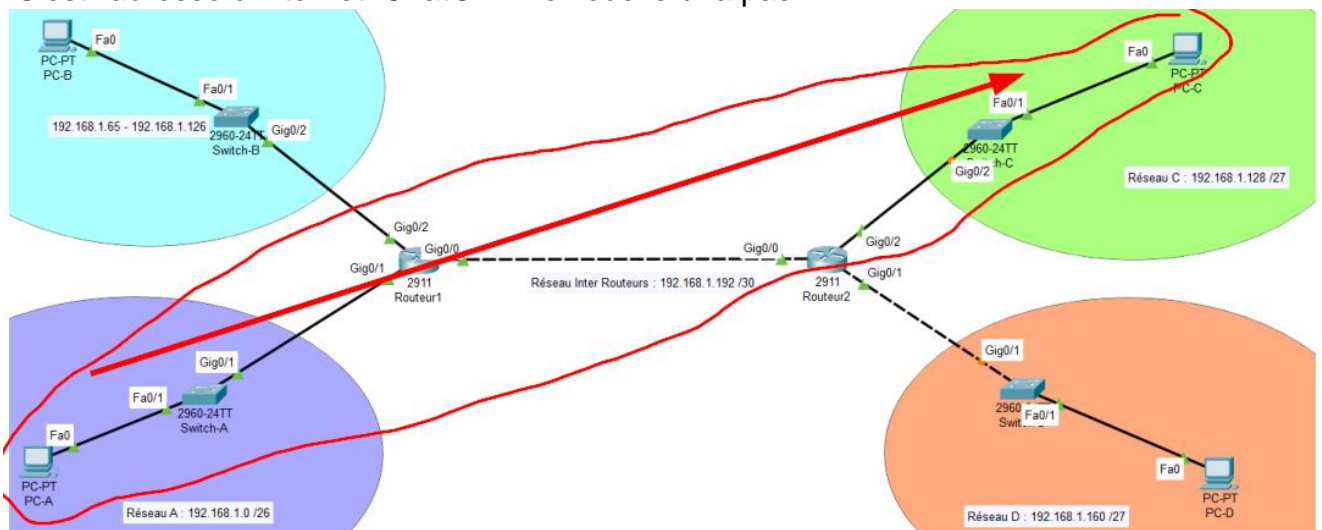 Fa0
PC-PT
PC-B
Fa0/1
192.168.1.65 - 192.168.1.126
2960-24TT
Switch-B
Gig0/2
Gig0/2
Gig0/0
Gig0/1
2911
Routeur1
Réseau Inter Routeurs : 192.168.1.192 /30
Gig0/0
Gig0/2
Gig0/1
2911
Routeur2
Fa0
PC-PT
PC-C
Fa0/1
2960-24TT
Gig0/2
Réseau C : 192.168.1.128 /27
Gig0/1
Fa0/1
2960-24TT
Switch-A
Fa0
PC-PT
PC-A
Réseau A : 192.168.1.0 /26
Gig0/1
2960
Fa0/1
Fa0
PC-PT
PC-D
Réseau D : 192.168.1.160 /27